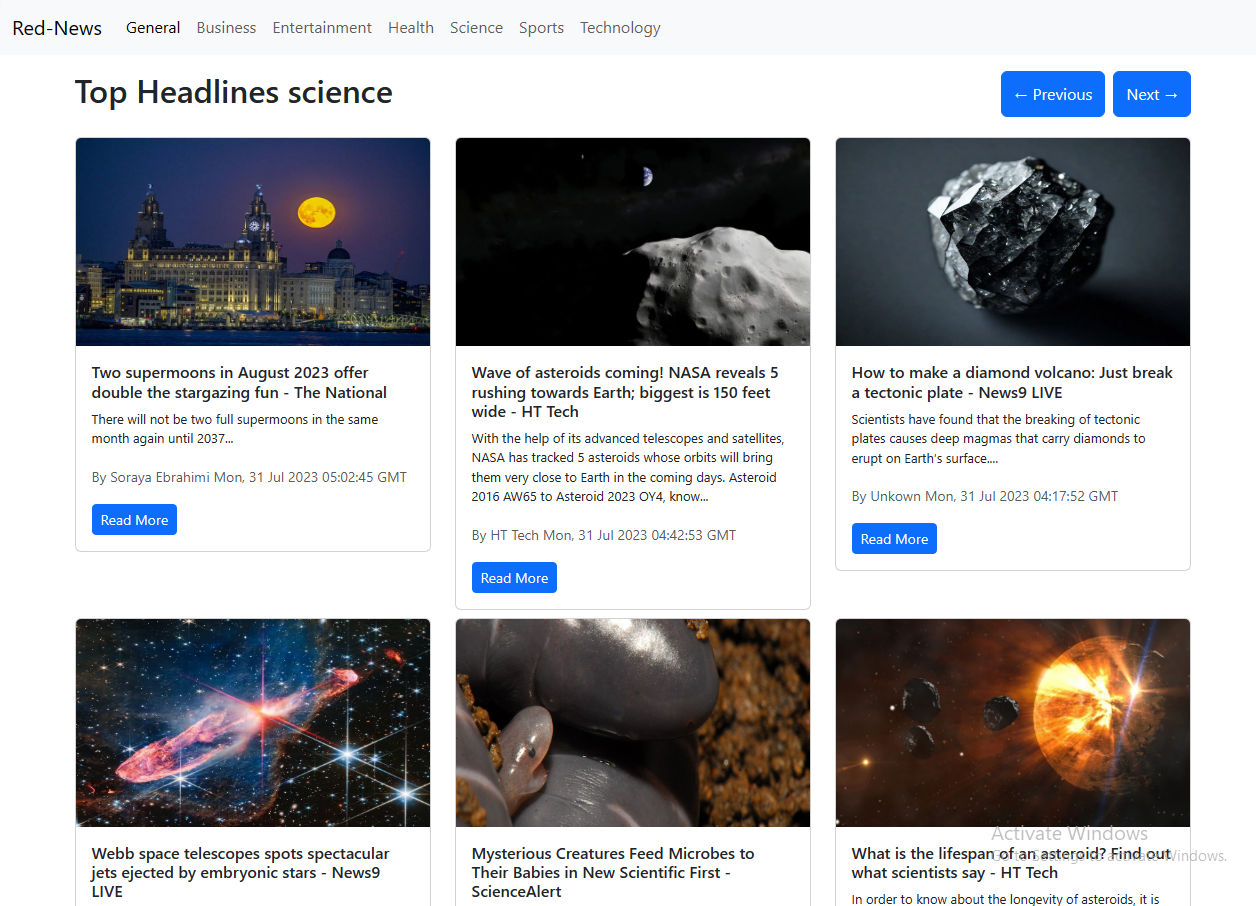 Red-News General Business Entertainment Health Science Sports Technology
Top Headlines science
← Previous Next →
Two supermoons in August 2023 offer
double the stargazing fun - The National
There will not be two full supermoons in the same
month again until 2037...
By Soraya Ebrahimi Mon, 31 Jul 2023 05:02:45 GMT
Read More
Wave of asteroids coming! NASA reveals 5
rushing towards Earth; biggest is 150 feet
wide - HT Tech
With the help of its advanced telescopes and satellites,
NASA has tracked 5 asteroids whose orbits will bring
them very close to Earth in the coming days. Asteroid
2016 AW65 to Asteroid 2023 OY4, know...
By HT Tech Mon, 31 Jul 2023 04:42:53 GMT
Read More
How to make a diamond volcano: Just break
a tectonic plate - News9 LIVE
Scientists have found that the breaking of tectonic
plates causes deep magmas that carry diamonds to
erupt on Earth's surface....
By Unkown Mon, 31 Jul 2023 04:17:52 GMT
Read More
Webb space telescopes spots spectacular
jets ejected by embryonic stars - News9
LIVE
Mysterious Creatures Feed Microbes to
Their Babies in New Scientific First -
ScienceAlert
What is the lifespan of an asteroid? Find out
what scientists say - HT Tech
In order to know about the longevity of asteroids, it is
Activate Windows
Go to Settings to activate Windows.